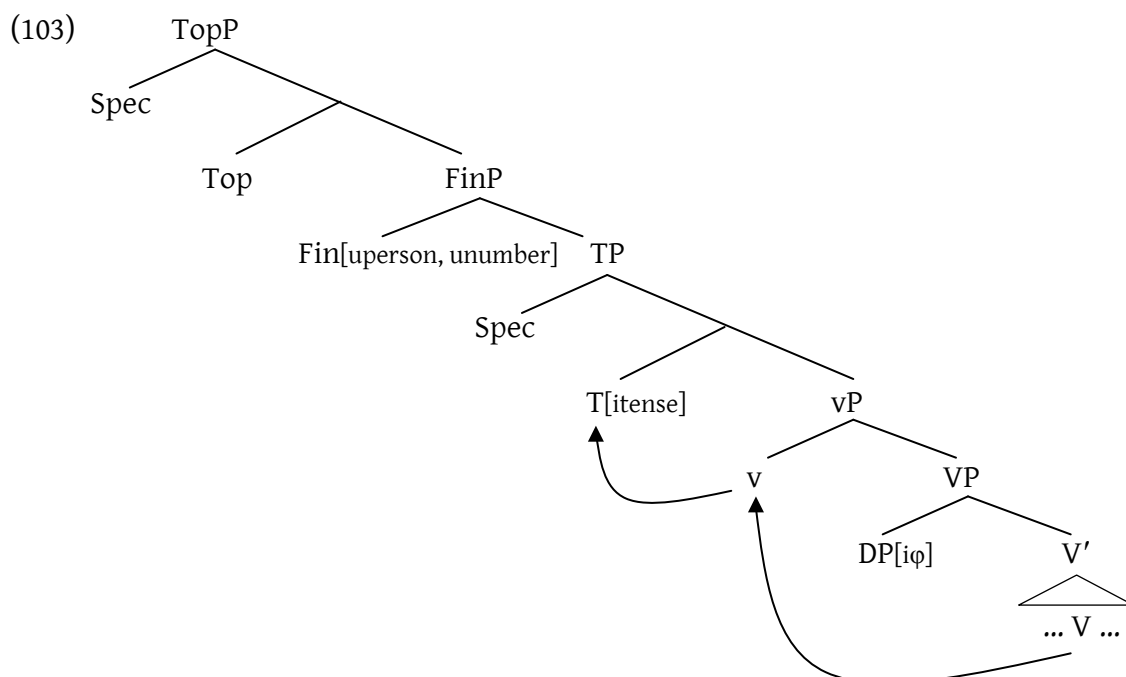 (103) TopP
Spec
Top FinP
Fin[uperson, unumber] TP
Spec
T[itense] vP
v VP
DP[iφ] V′
... V ...